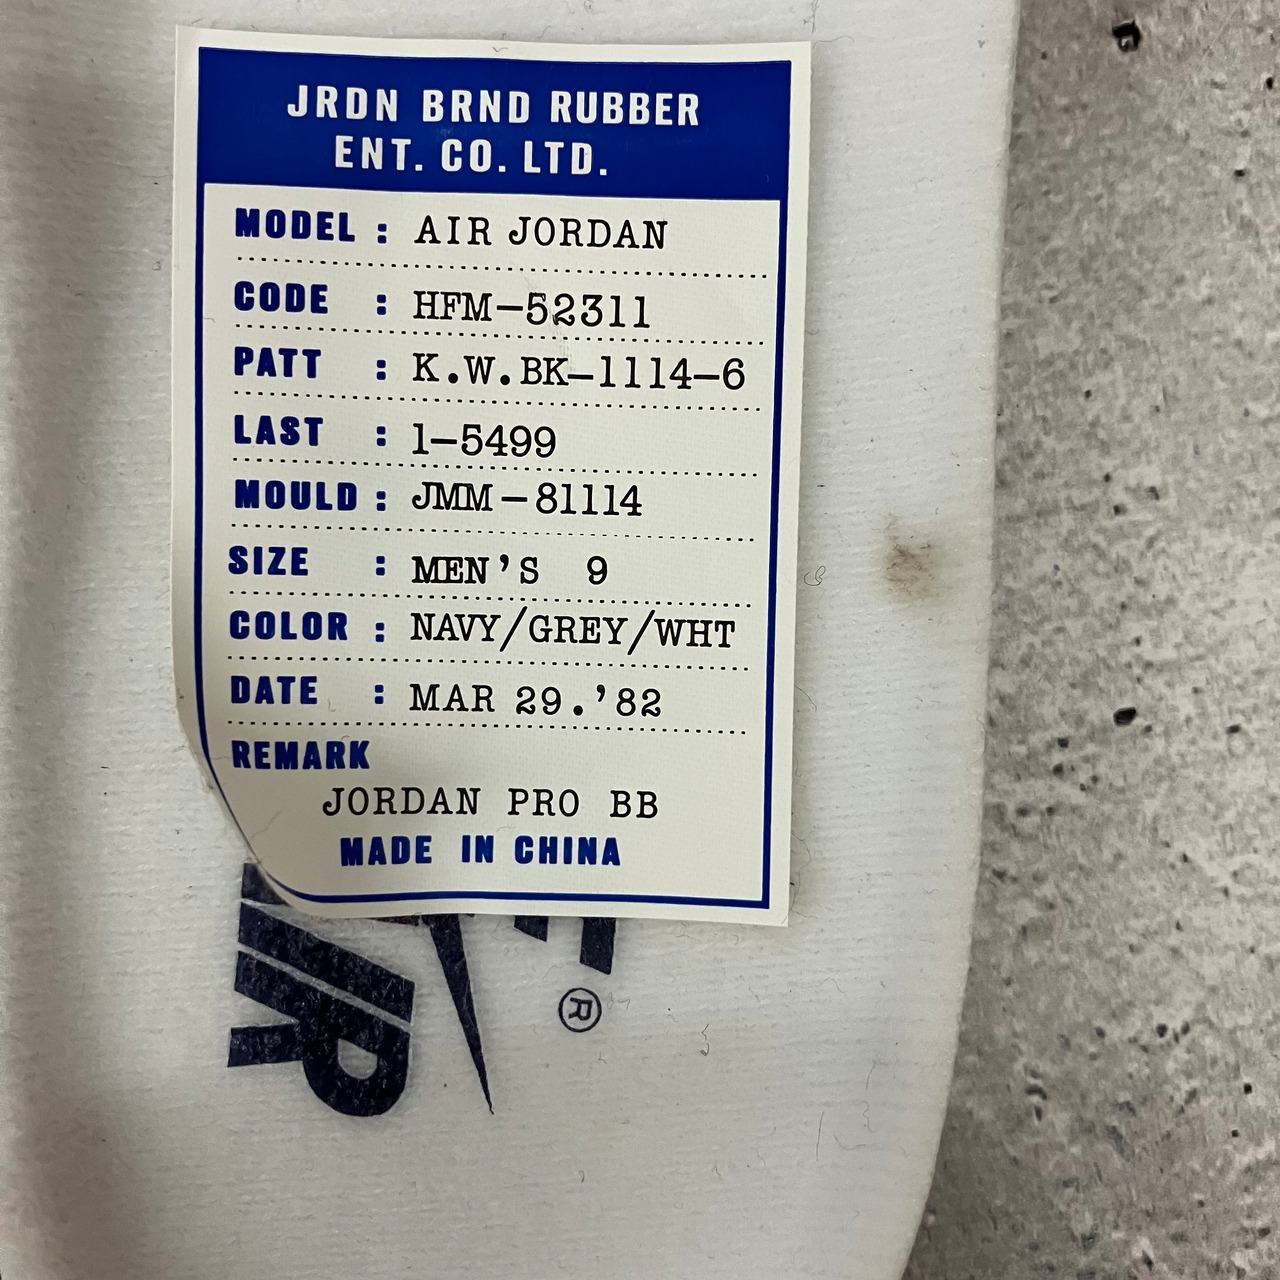 JRDN BRND RUBBER
ENT. CO. LTD.
MODEL : AIR JORDAN
CODE : HFM-52311
PATT : K.W.BK-1114-6
LAST : 1-5499
MOULD : JMM-81114
SIZE : MEN'S 9
COLOR : NAVY/GREY/WHT
DATE : MAR 29.'82
REMARK
JORDAN PRO BB
MADE IN CHINA
AIR
®